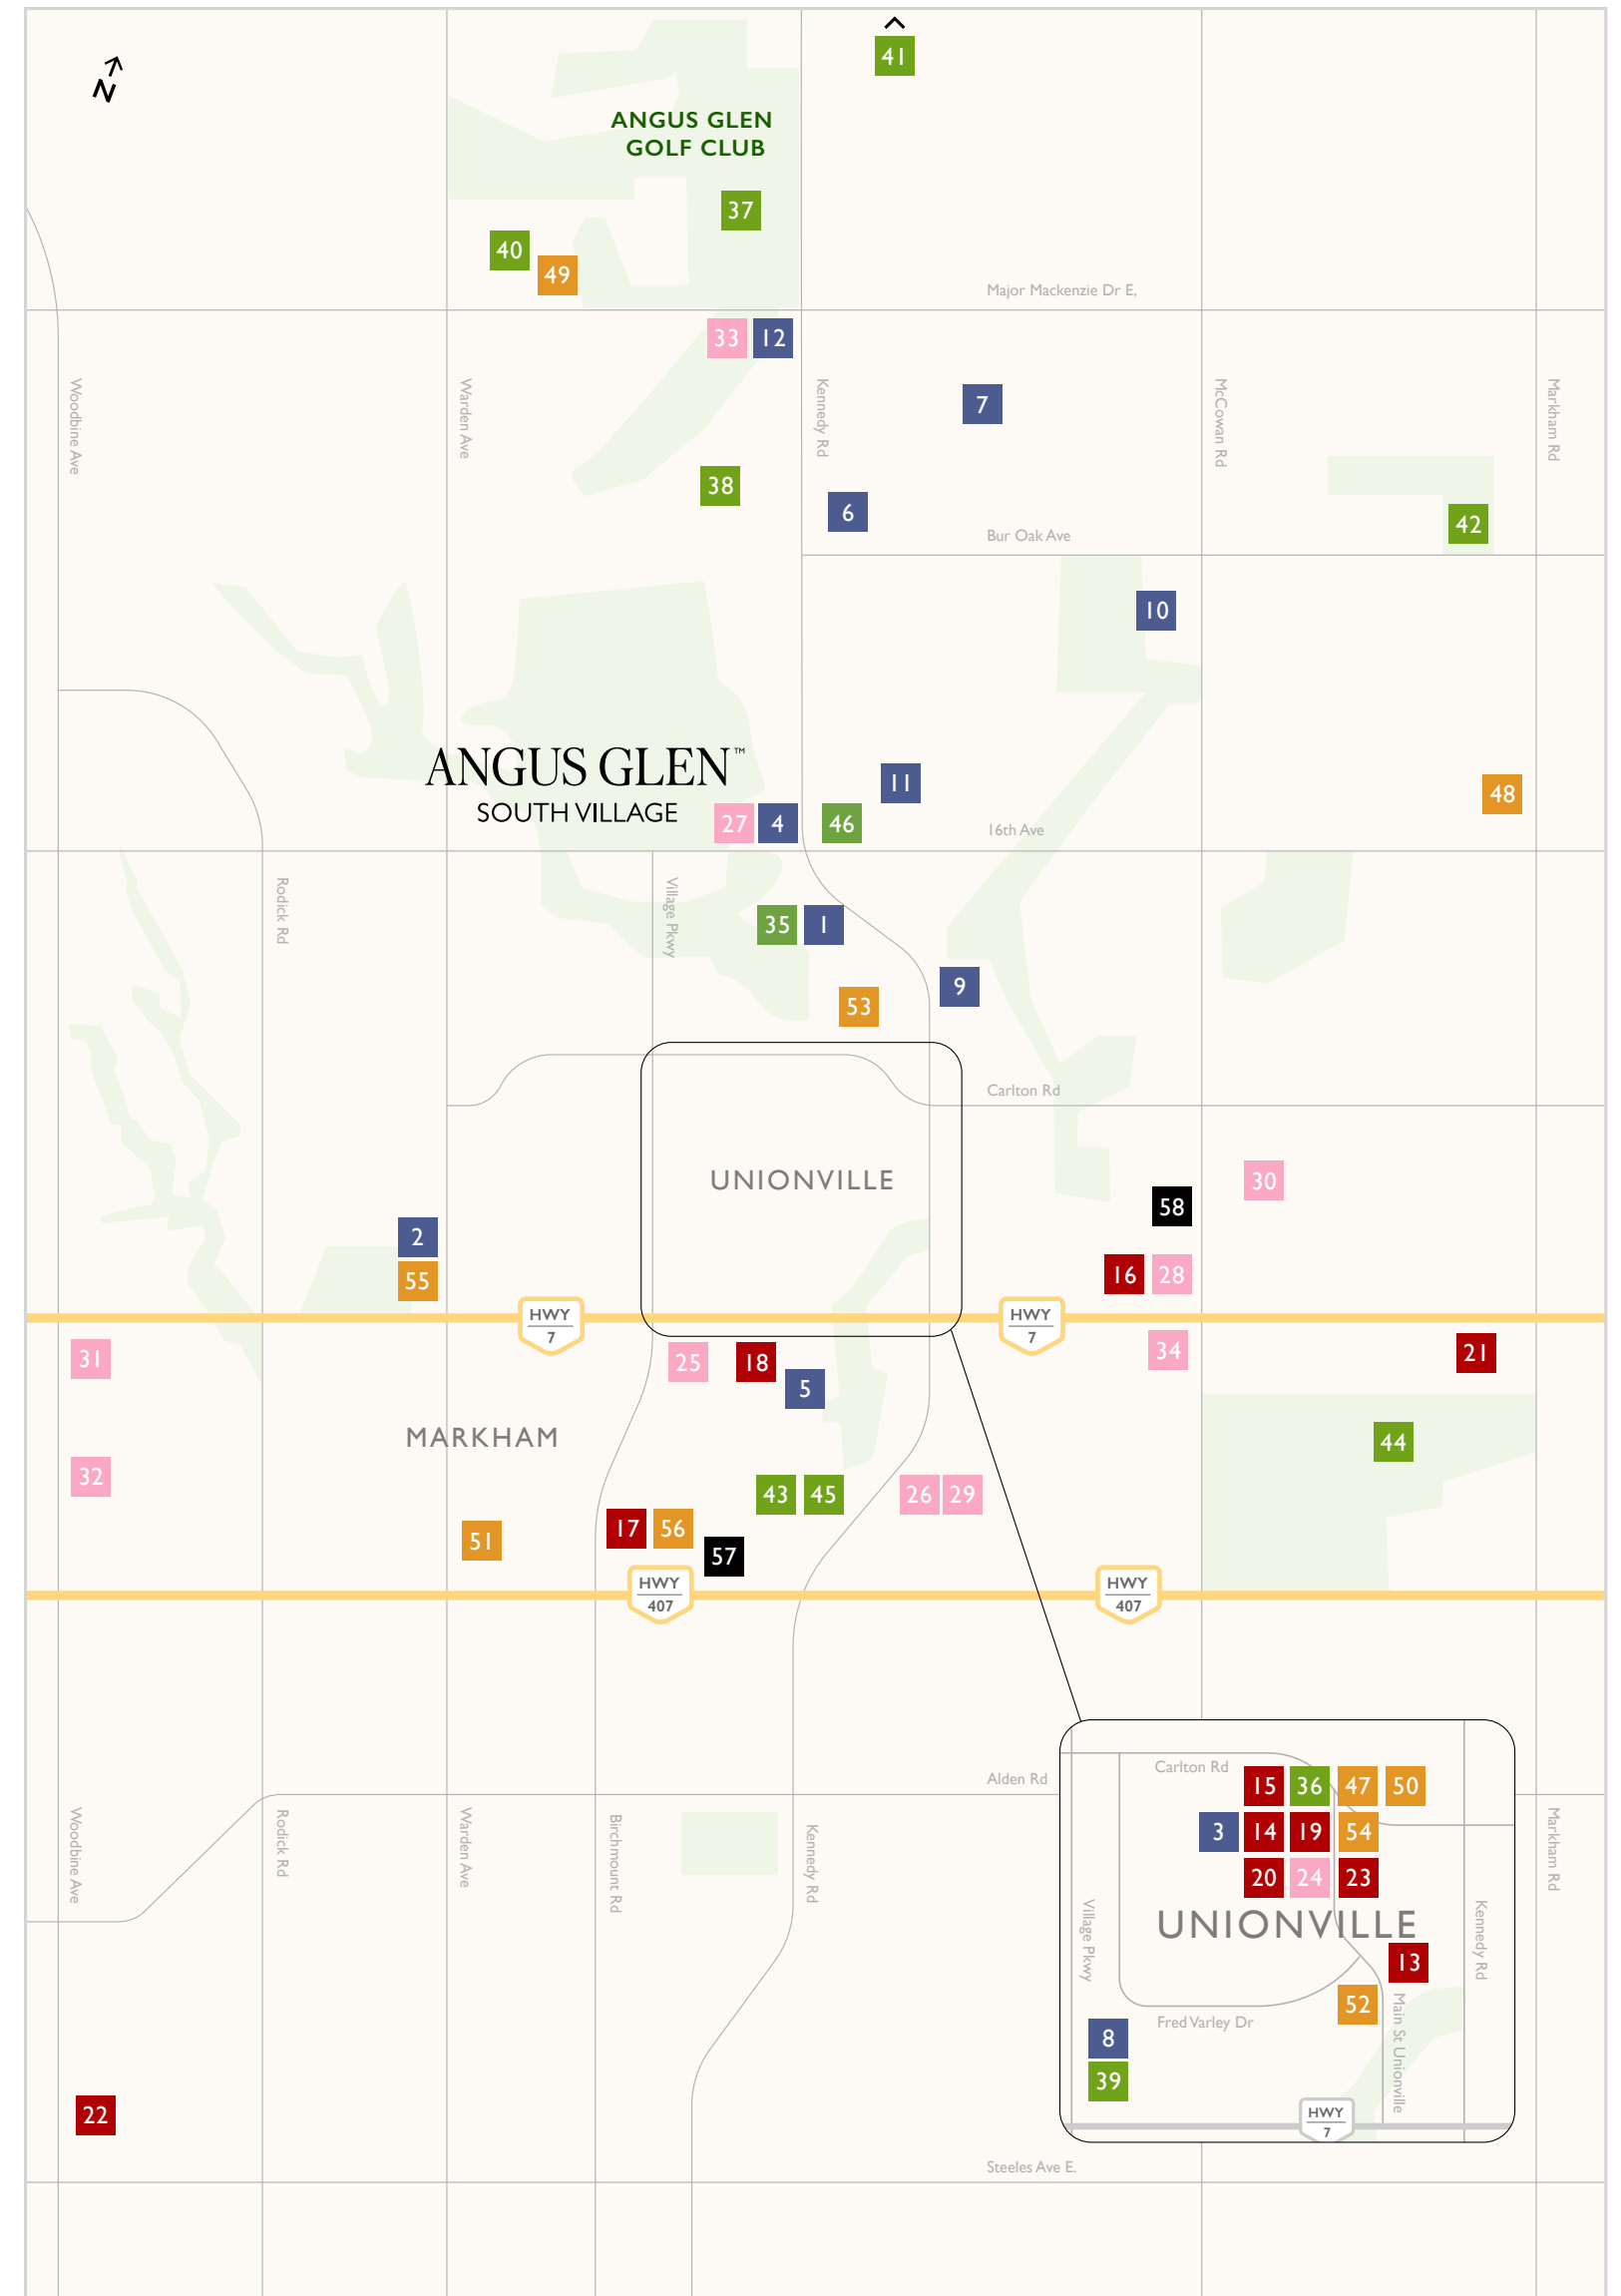 41
N
ANGUS GLEN
GOLF CLUB
37
40
49
Major Mackenzie Dr E,
33 12
Woodbine Ave
Warden Ave
Kennedy Rd
7
McCowan Rd
Markham Rd
38
6
42
Bur Oak Ave
10
ANGUS GLEN™
SOUTH VILLAGE
11
48
27 4 46
16th Ave
Rodick Rd
Village Pkwy
35 1
9
53
Carlton Rd
UNIONVILLE
30
58
2
55
16 28
HWY
7
HWY
7
31
25 18
34
21
5
MARKHAM
44
32
43 45
26 29
17 56
51
57
HWY
407
HWY
407
Alden Rd
Carlton Rd
15 36 47 50
3 14 19 54
20 24 23
Woodbine Ave
Rodick Rd
Warden Ave
Birchmount Rd
Kennedy Rd
Markham Rd
Village Pkwy
UNIONVILLE
Kennedy Rd
13
52
Main St Unionville
Fred Varley Dr
8
39
HWY
7
22
Steeles Ave E.